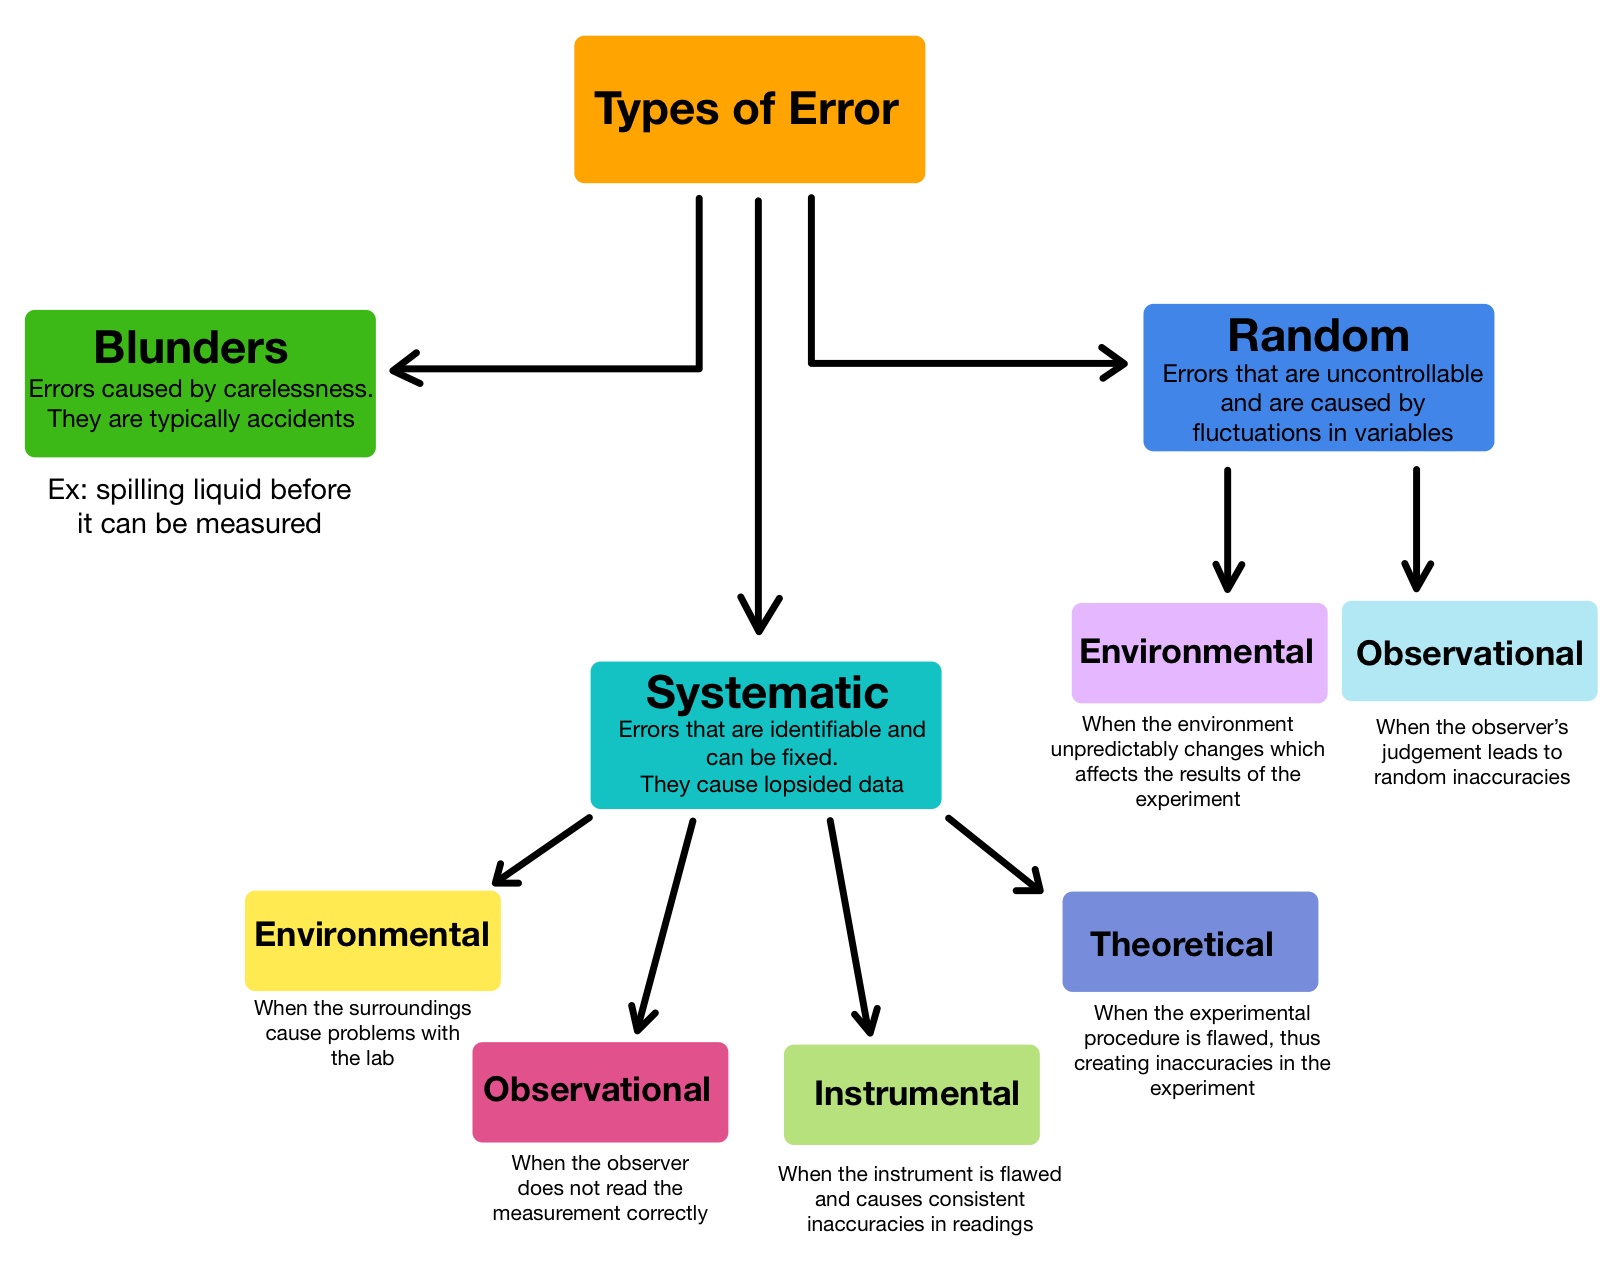 Types of Error
Blunders
Errors caused by carelessness.
They are typically accidents
Ex: spilling liquid before
it can be measured
Random
Errors that are uncontrollable
and are caused by
fluctuations in variables
Environmental
When the environment
unpredictably changes which
affects the results of the
experiment
Observational
When the observer’s
judgement leads to
random inaccuracies
Systematic
Errors that are identifiable and
can be fixed.
They cause lopsided data
Environmental
When the surroundings
cause problems with
the lab
Observational
When the observer
does not read the
measurement correctly
Instrumental
When the instrument is flawed
and causes consistent
inaccuracies in readings
Theoretical
When the experimental
procedure is flawed, thus
creating inaccuracies in the
experiment